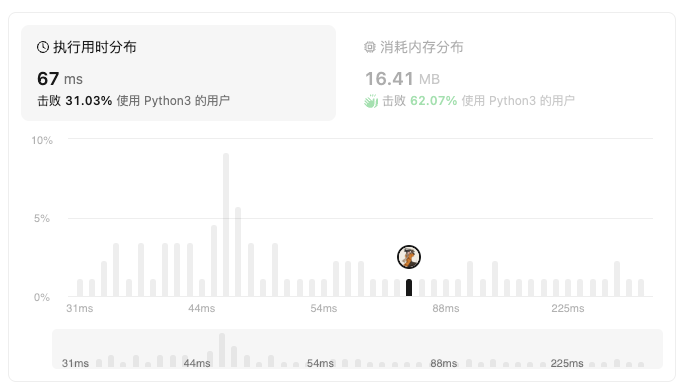 执行用时分布
67 ms
击败 31.03% 使用 Python3 的用户
消耗内存分布
16.41 MB
击败 62.07% 使用 Python3 的用户
10%
5%
0%
31ms 44ms 54ms 88ms 225ms
31ms 44ms 54ms 88ms 225ms